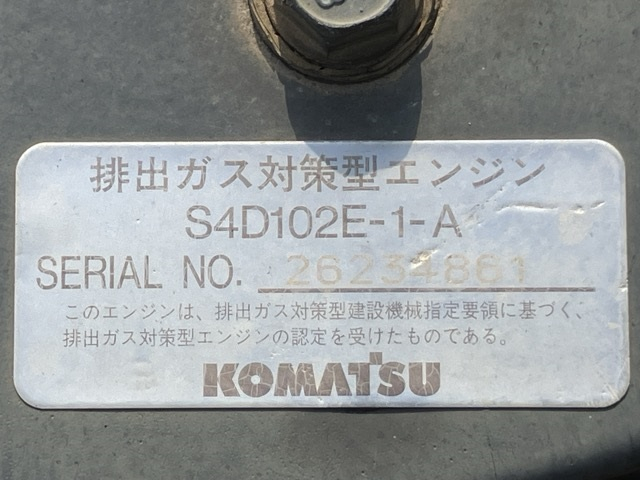 排出ガス対策型エンジン
S4D102E-1-A
SERIAL NO. 26234861
このエンジンは、排出ガス対策型建設機械指定要領に基づく、
排出ガス対策型エンジンの認定を受けたものである。
KOMATSU